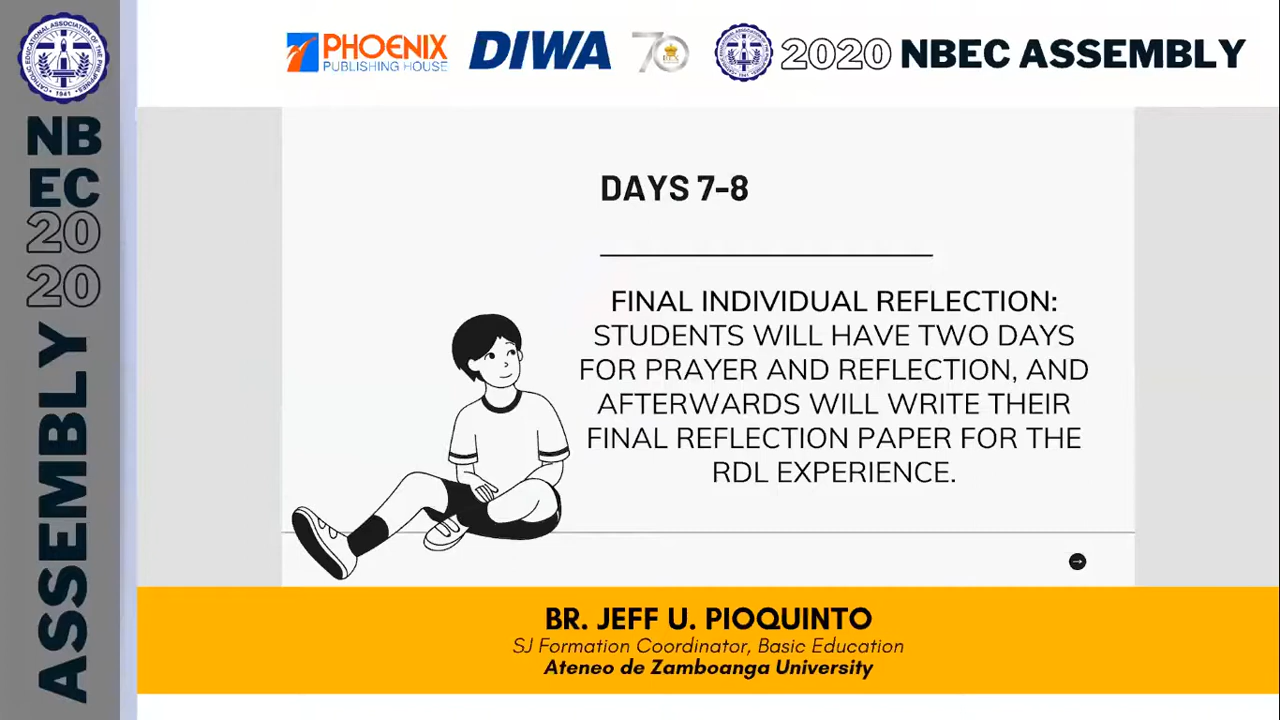 PHOENIX
PUBLISHING HOUSE
DIWA
70
2020 NBEC ASSEMBLY
NB
EC
20
20
ASSEMBLY
DAYS 7-8
FINAL INDIVIDUAL REFLECTION:
STUDENTS WILL HAVE TWO DAYS
FOR PRAYER AND REFLECTION, AND
AFTERWARDS WILL WRITE THEIR
FINAL REFLECTION PAPER FOR THE
RDL EXPERIENCE.
BR. JEFF U. PIOQUINTO
SJ Formation Coordinator, Basic Education
Ateneo de Zamboanga University